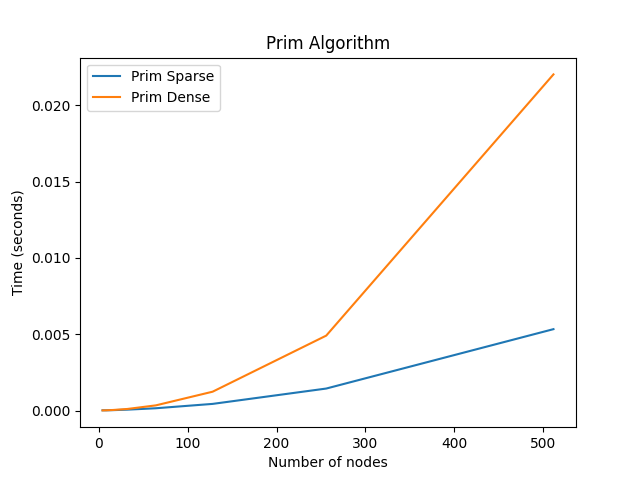 Prim Algorithm
Prim Sparse
Prim Dense
0.020
0.015
0.010
0.005
0.000
Time (seconds)
0 100 200 300 400 500
Number of nodes